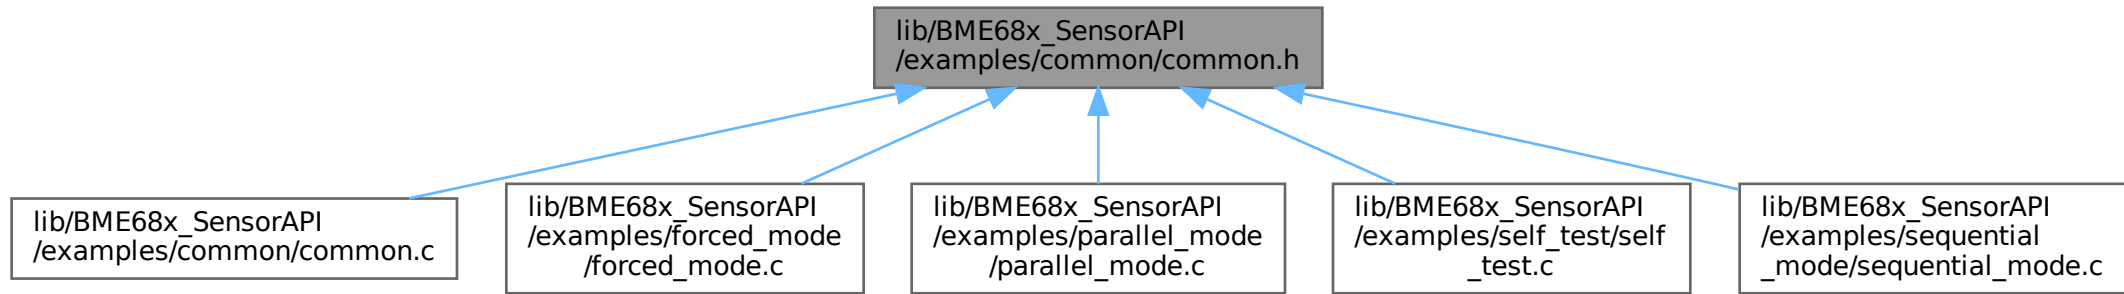 lib/BME68x_SensorAPI
/examples/common/common.h
lib/BME68x_SensorAPI
/examples/common/common.c
lib/BME68x_SensorAPI
/examples/forced_mode
/forced_mode.c
lib/BME68x_SensorAPI
/examples/parallel_mode
/parallel_mode.c
lib/BME68x_SensorAPI
/examples/self_test/self
_test.c
lib/BME68x_SensorAPI
/examples/sequential
_mode/sequential_mode.c